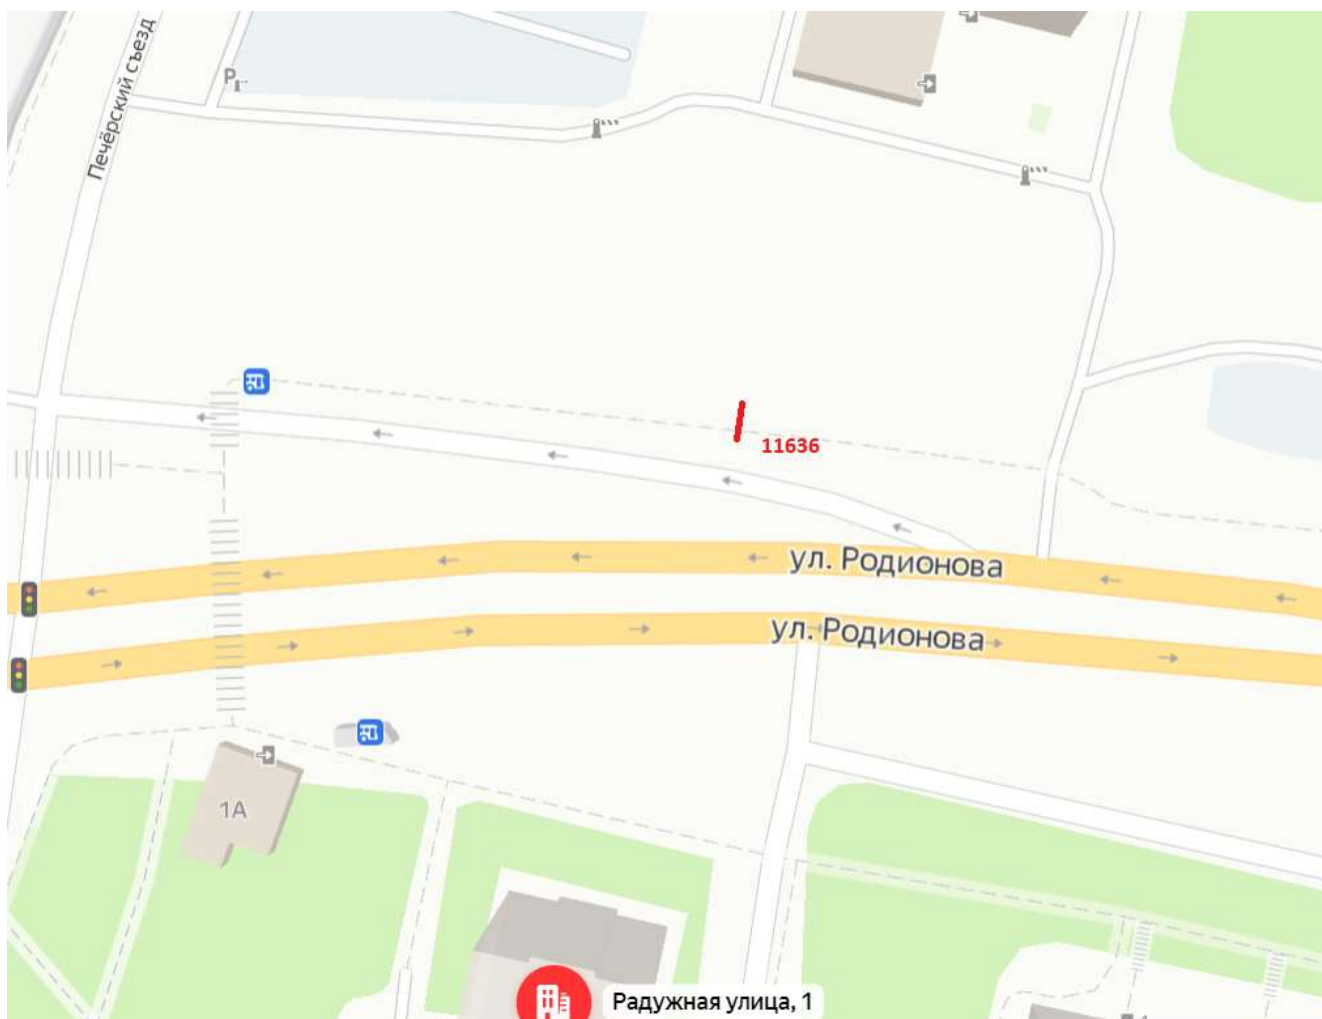 Печёрский съезд
P
11636
ул. Родионова
ул. Родионова
1А
Радужная улица, 1